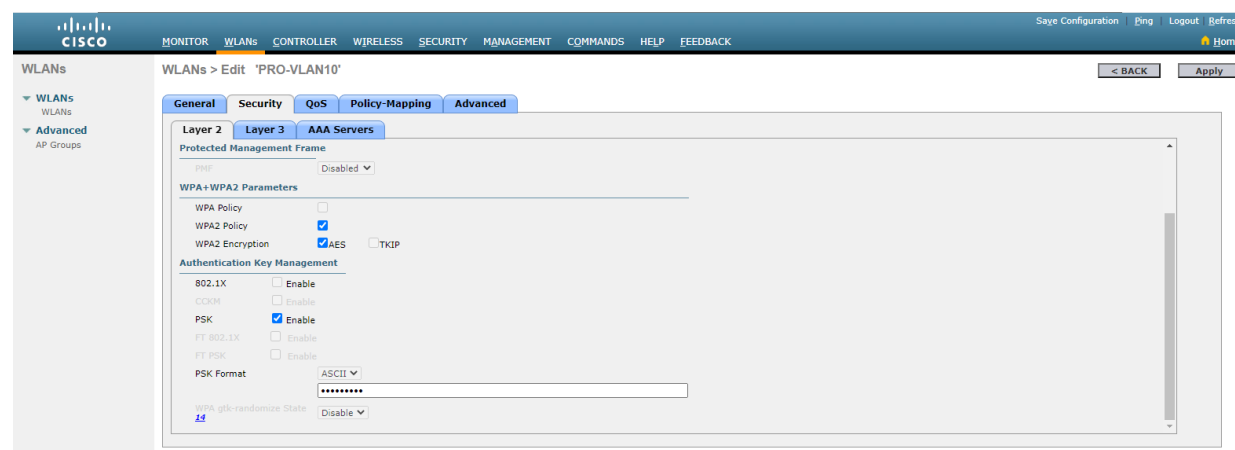 Save Configuration | Ping | Logout | Refres
CISCO
MONITOR WLANs CONTROLLER WIRELESS SECURITY MANAGEMENT COMMANDS HELP FEEDBACK
Hom
WLANs
WLANs > Edit 'PRO-VLAN10'
< BACK
Apply
WLANs
WLANs
Advanced
AP Groups
General Security QoS Policy-Mapping Advanced
Layer 2 Layer 3 AAA Servers
Protected Management Frame
PMF Disabled
WPA+WPA2 Parameters
WPA Policy
WPA2 Policy
WPA2 Encryption AES TKIP
Authentication Key Management
802.1X Enable
CCKM Enable
PSK Enable
FT 802.1X Enable
FT PSK Enable
PSK Format ASCII
•••••••••
WPA gtk-randomize State Disable
14